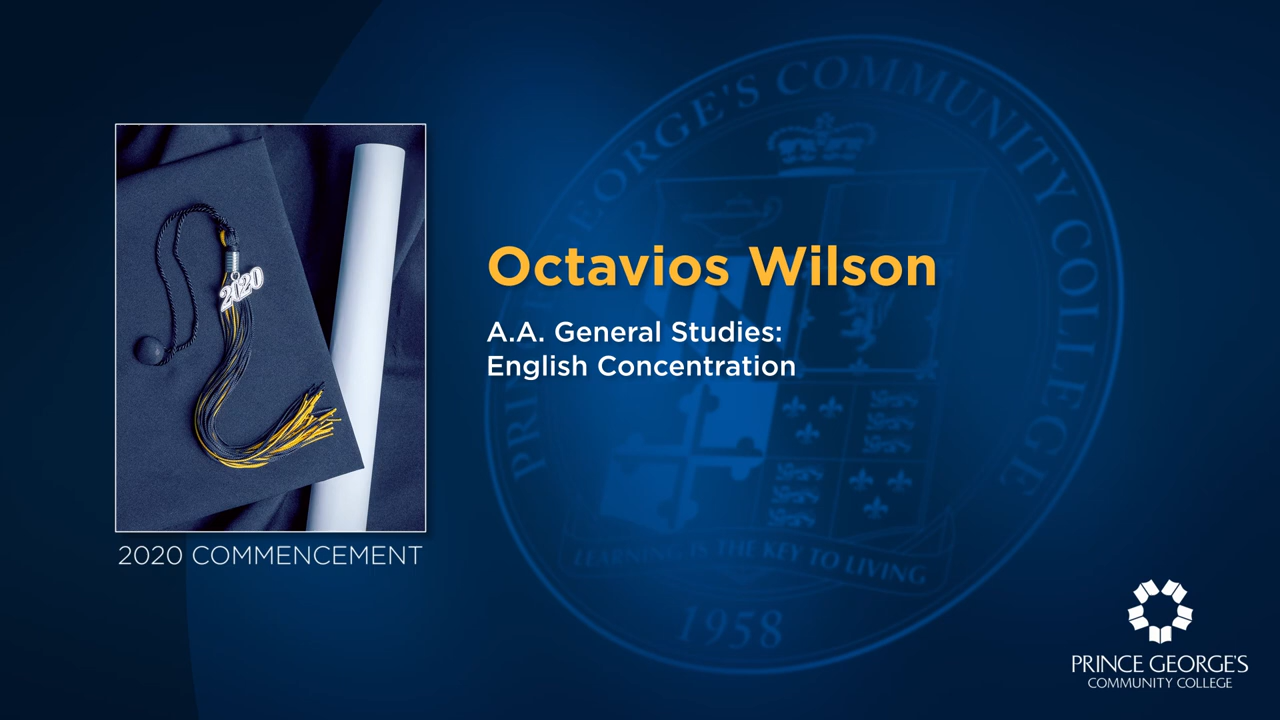 PRINCE GEORGE'S COMMUNITY COLLEGE
2020
Octavios Wilson
A.A. General Studies:
English Concentration
2020 COMMENCEMENT
LEARNING IS THE KEY TO LIVING
1958
PRINCE GEORGE'S
COMMUNITY COLLEGE